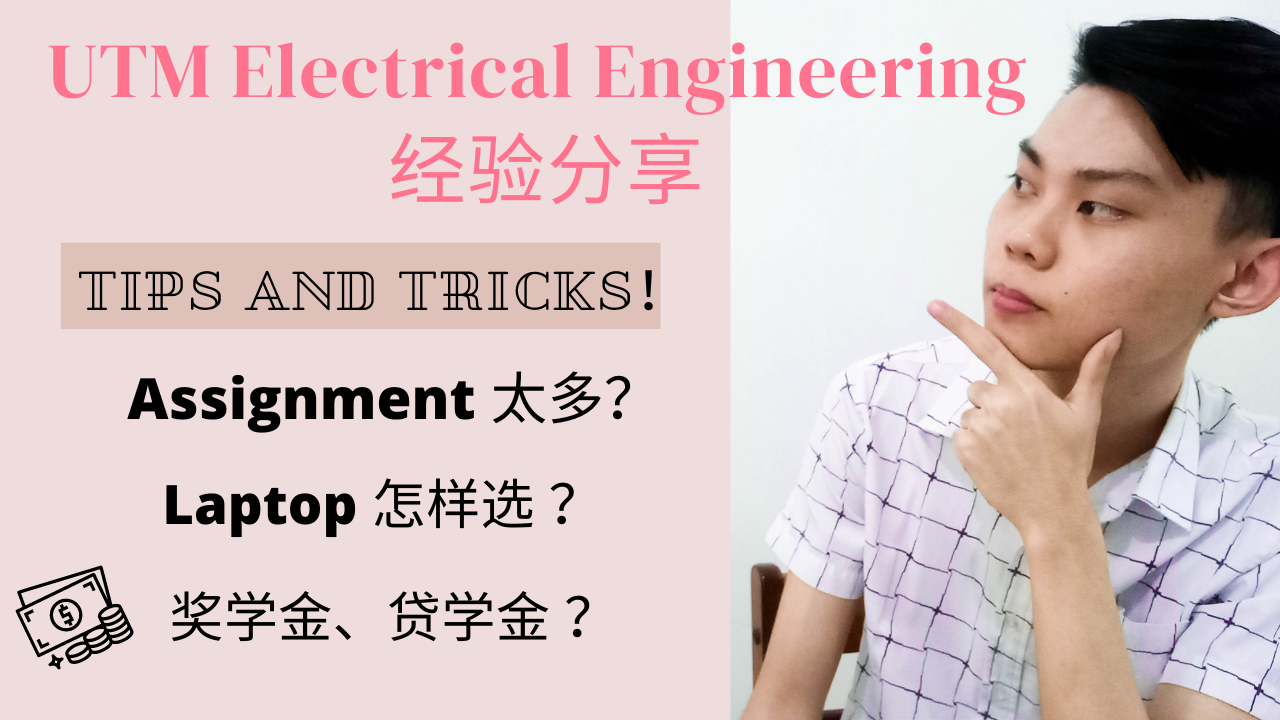 UTM Electrical Engineering
经验分享
TIPS AND TRICKS!
Assignment 太多?
Laptop 怎样选？
奖学金、贷学金？
$